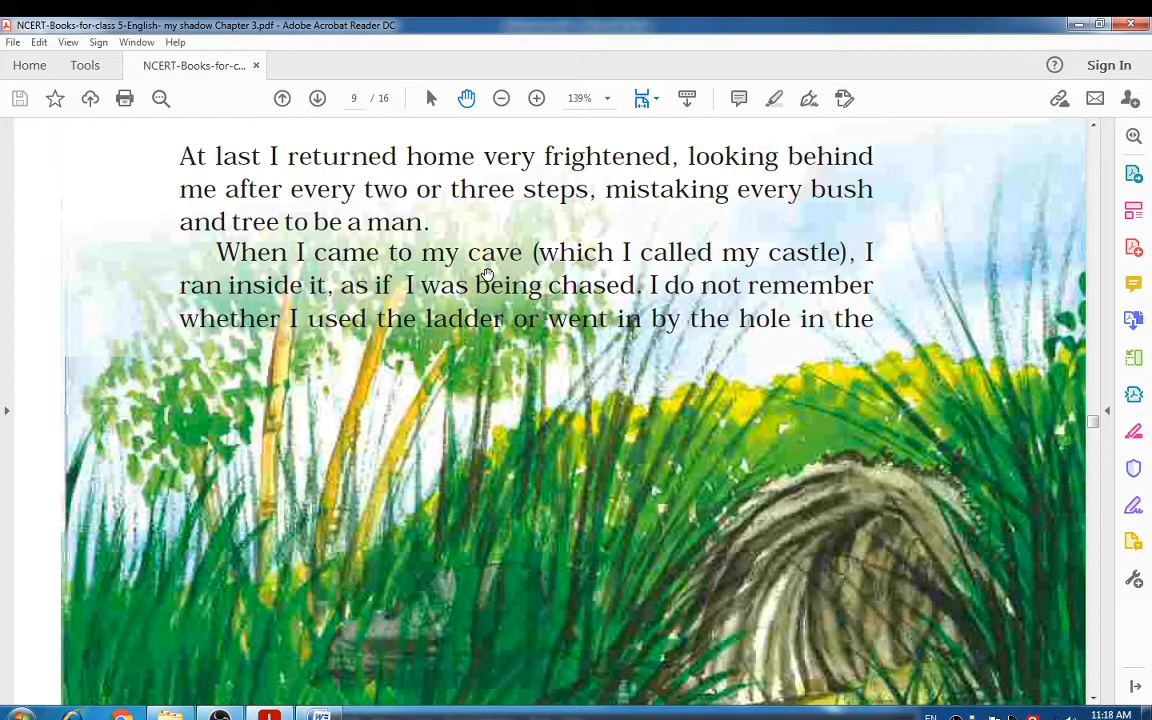 NCERT-Books-for-class 5-English- my shadow Chapter 3.pdf - Adobe Acrobat Reader DC
File Edit View Sign Window Help
Home Tools NCERT-Books-for-c... × Sign In
9 / 16 139%
At last I returned home very frightened, looking behind
me after every two or three steps, mistaking every bush
and tree to be a man.
When I came to my cave (which I called my castle), I
ran inside it, as if I was being chased. I do not remember
whether I used the ladder or went in by the hole in the
EN 11:18 AM